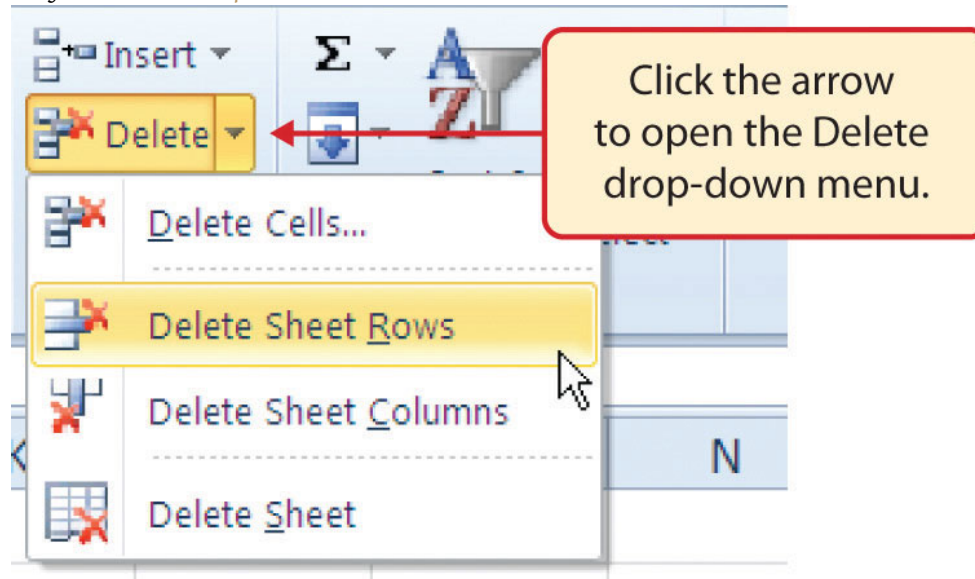 Insert
Delete
Click the arrow
to open the Delete
drop-down menu.
Delete Cells...
Delete Sheet Rows
Delete Sheet Columns
Delete Sheet
N